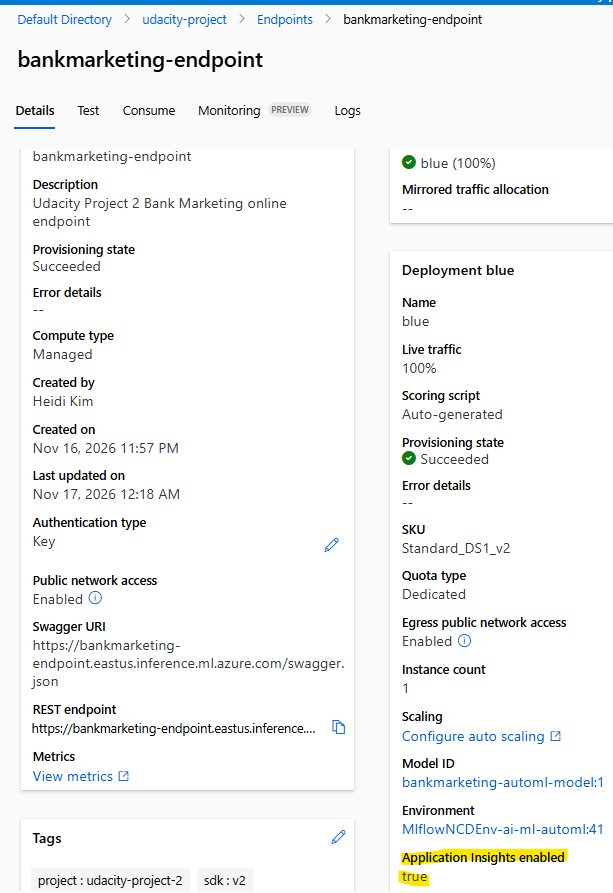 Default Directory > udacity-project > Endpoints > bankmarketing-endpoint
bankmarketing-endpoint
Details Test Consume Monitoring PREVIEW Logs
bankmarketing-endpoint
Description
Udacity Project 2 Bank Marketing online
endpoint
Provisioning state
Succeeded
Error details
--
Compute type
Managed
Created by
Heidi Kim
Created on
Nov 16, 2026 11:57 PM
Last updated on
Nov 17, 2026 12:18 AM
Authentication type
Key
Public network access
Enabled
Swagger URI
https://bankmarketing-
endpoint.eastus.inference.ml.azure.com/swagger.
json
REST endpoint
https://bankmarketing-endpoint.eastus.inference....
Metrics
View metrics
Tags
project : udacity-project-2 sdk : v2
blue (100%)
Mirrored traffic allocation
--
Deployment blue
Name
blue
Live traffic
100%
Scoring script
Auto-generated
Provisioning state
Succeeded
Error details
--
SKU
Standard_DS1_v2
Quota type
Dedicated
Egress public network access
Enabled
Instance count
1
Scaling
Configure auto scaling
Model ID
bankmarketing-automl-model:1
Environment
MlflowNCDEnv-ai-ml-automl:41
Application Insights enabled
true